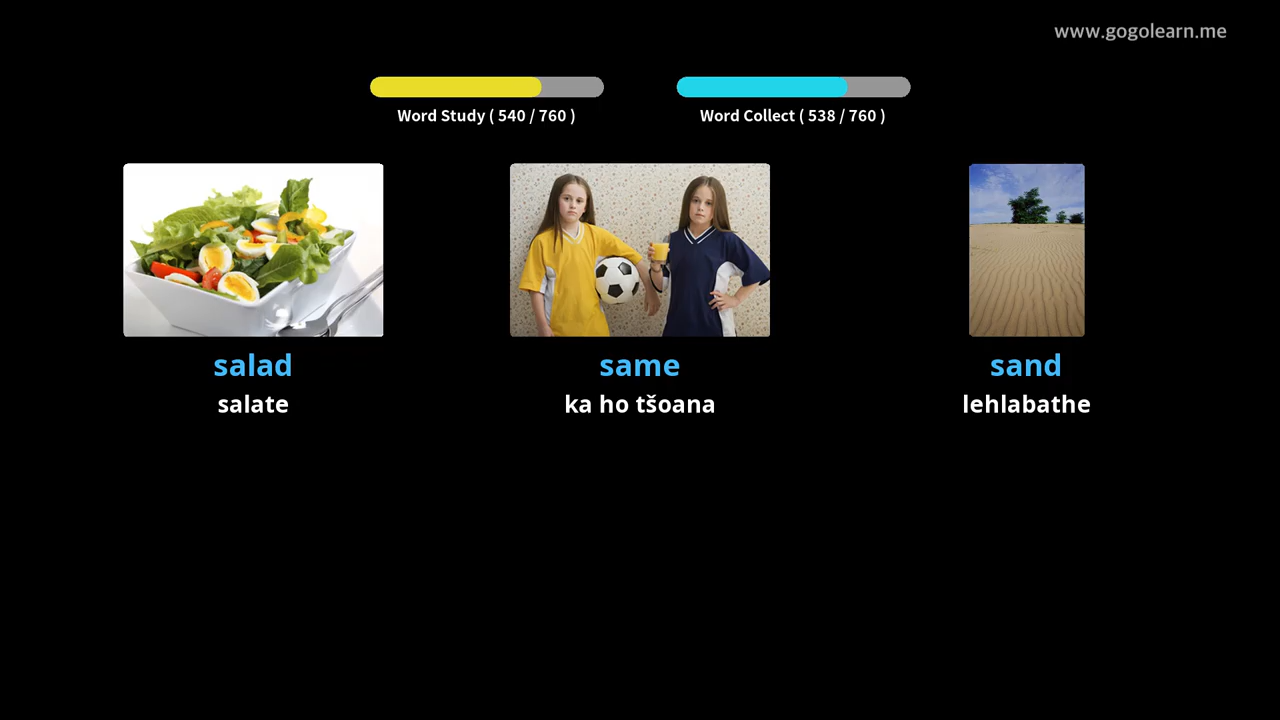 www.gogolearn.me
Word Study ( 540 / 760 )
Word Collect ( 538 / 760 )
salad
same
sand
salate
ka ho tšoana
lehlabathe